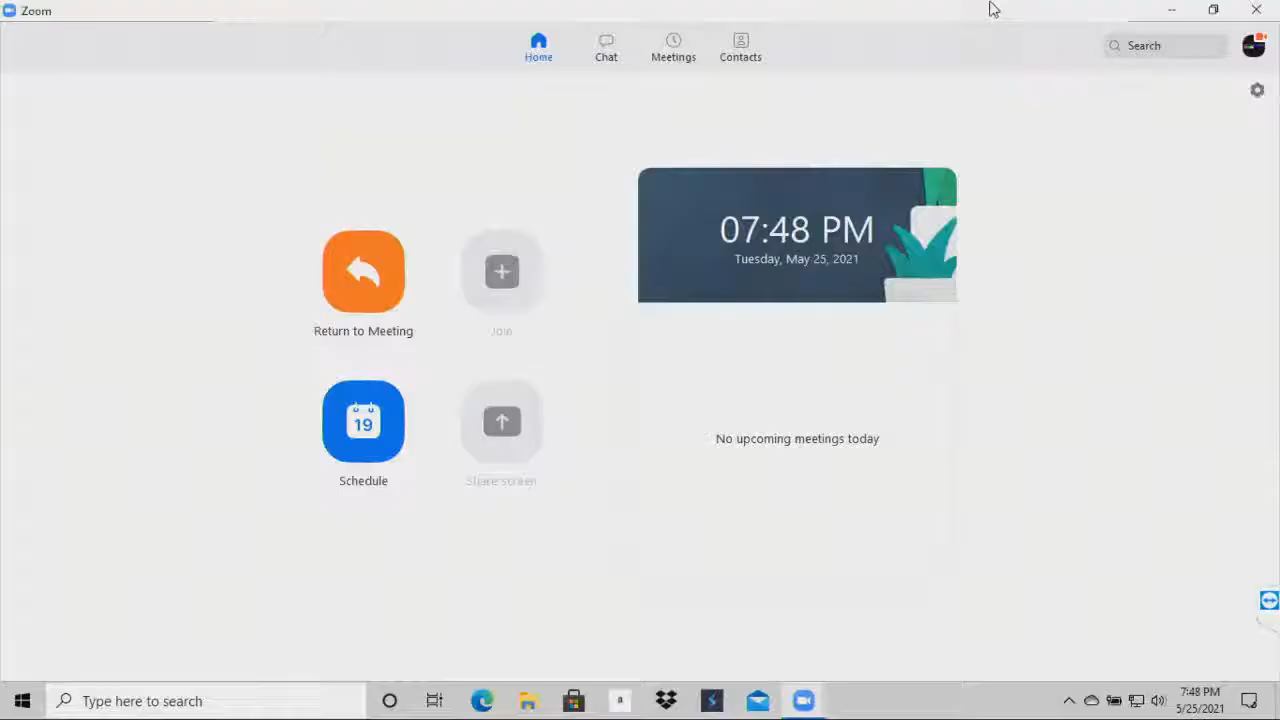 Zoom
Home
Chat
Meetings
Contacts
Search
07:48 PM
Tuesday, May 25, 2021
Return to Meeting
Join
19
Schedule
Share screen
No upcoming meetings today
Type here to search
a
7:48 PM
5/25/2021